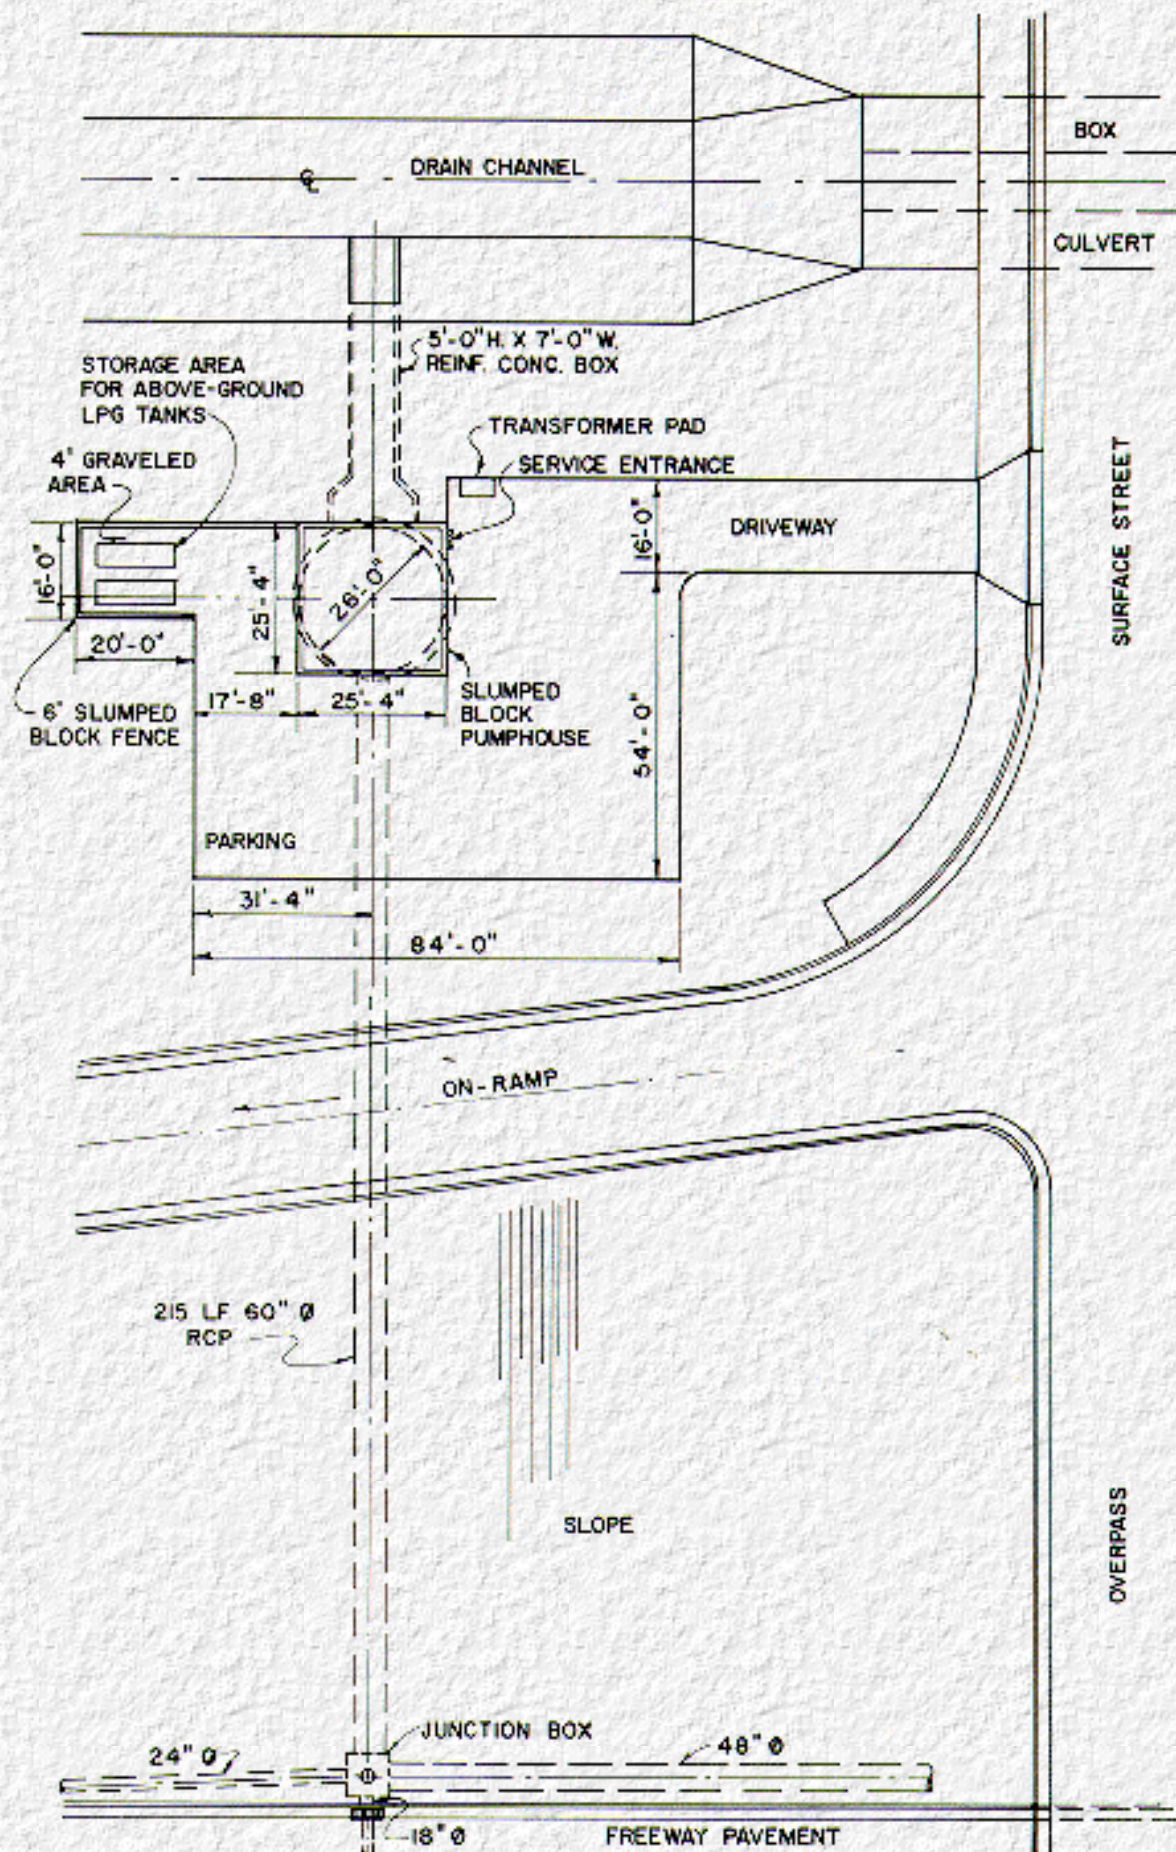 BOX
℄
DRAIN CHANNEL
CULVERT
5'-0" H. X 7'-0" W.
REINF. CONC. BOX
STORAGE AREA
FOR ABOVE-GROUND
LPG TANKS
TRANSFORMER PAD
4' GRAVELED
AREA
SERVICE ENTRANCE
SURFACE STREET
16'-0"
DRIVEWAY
16'-0"
25'-4"
28'-0"
20'-0"
17'-8"
25'-4"
6' SLUMPED
BLOCK FENCE
SLUMPED
BLOCK
PUMPHOUSE
54'-0"
PARKING
31'-4"
84'-0"
ON-RAMP
215 LF 60" Ø
RCP
SLOPE
OVERPASS
JUNCTION BOX
24" Ø
48" Ø
18" Ø
FREEWAY PAVEMENT